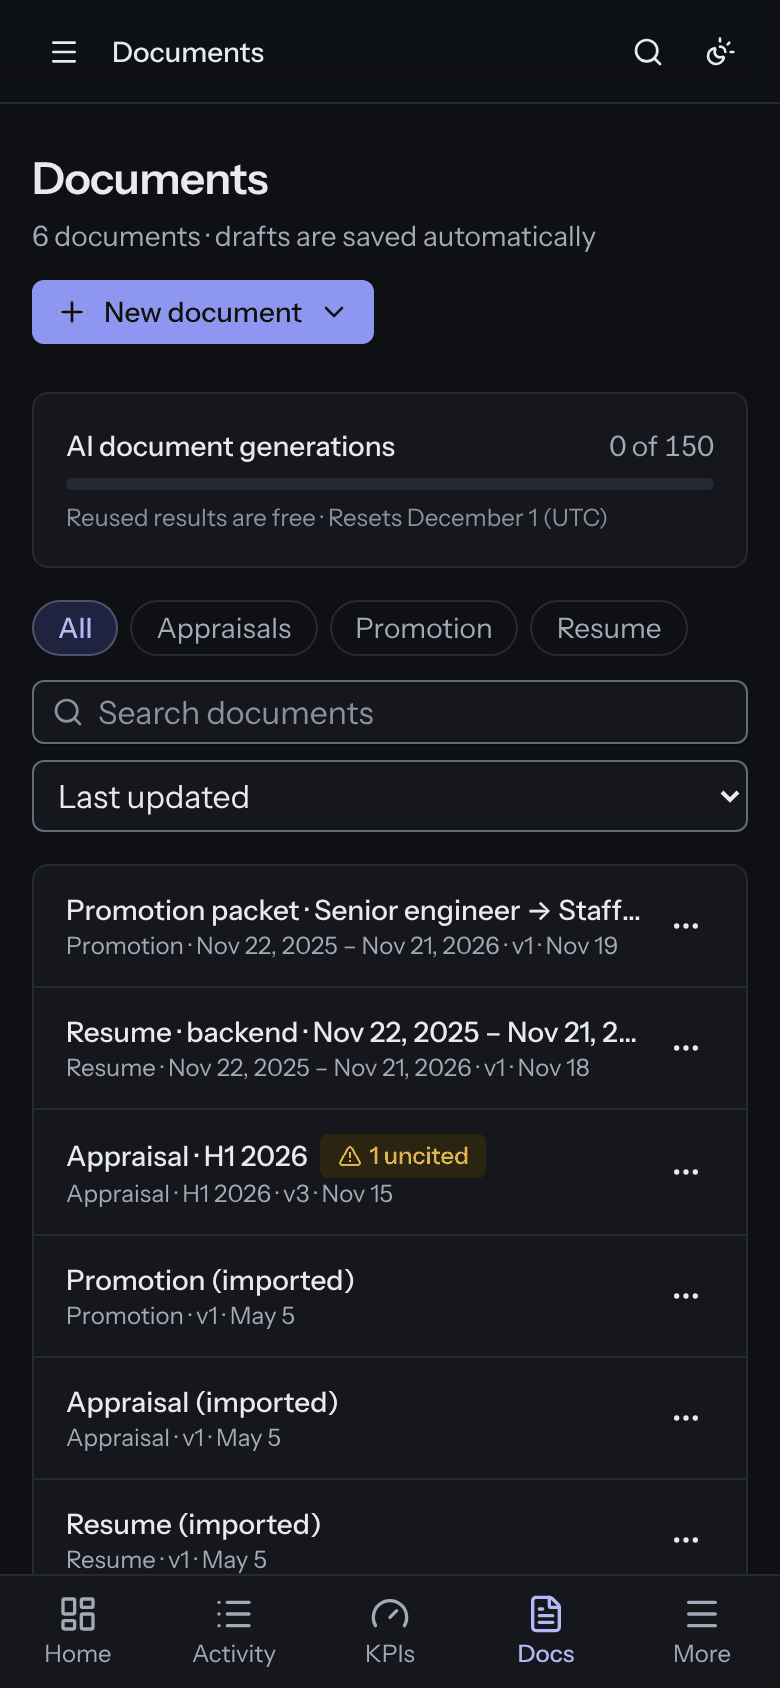 Documents
Documents
6 documents · drafts are saved automatically
New document
AI document generations 0 of 150
Reused results are free · Resets December 1 (UTC)
All Appraisals Promotion Resume
Search documents
Last updated
Promotion packet · Senior engineer → Staff...
Promotion · Nov 22, 2025 – Nov 21, 2026 · v1 · Nov 19
Resume · backend · Nov 22, 2025 – Nov 21, 2...
Resume · Nov 22, 2025 – Nov 21, 2026 · v1 · Nov 18
Appraisal · H1 2026 1 uncited
Appraisal · H1 2026 · v3 · Nov 15
Promotion (imported)
Promotion · v1 · May 5
Appraisal (imported)
Appraisal · v1 · May 5
Resume (imported)
Resume · v1 · May 5
Home Activity KPIs Docs More